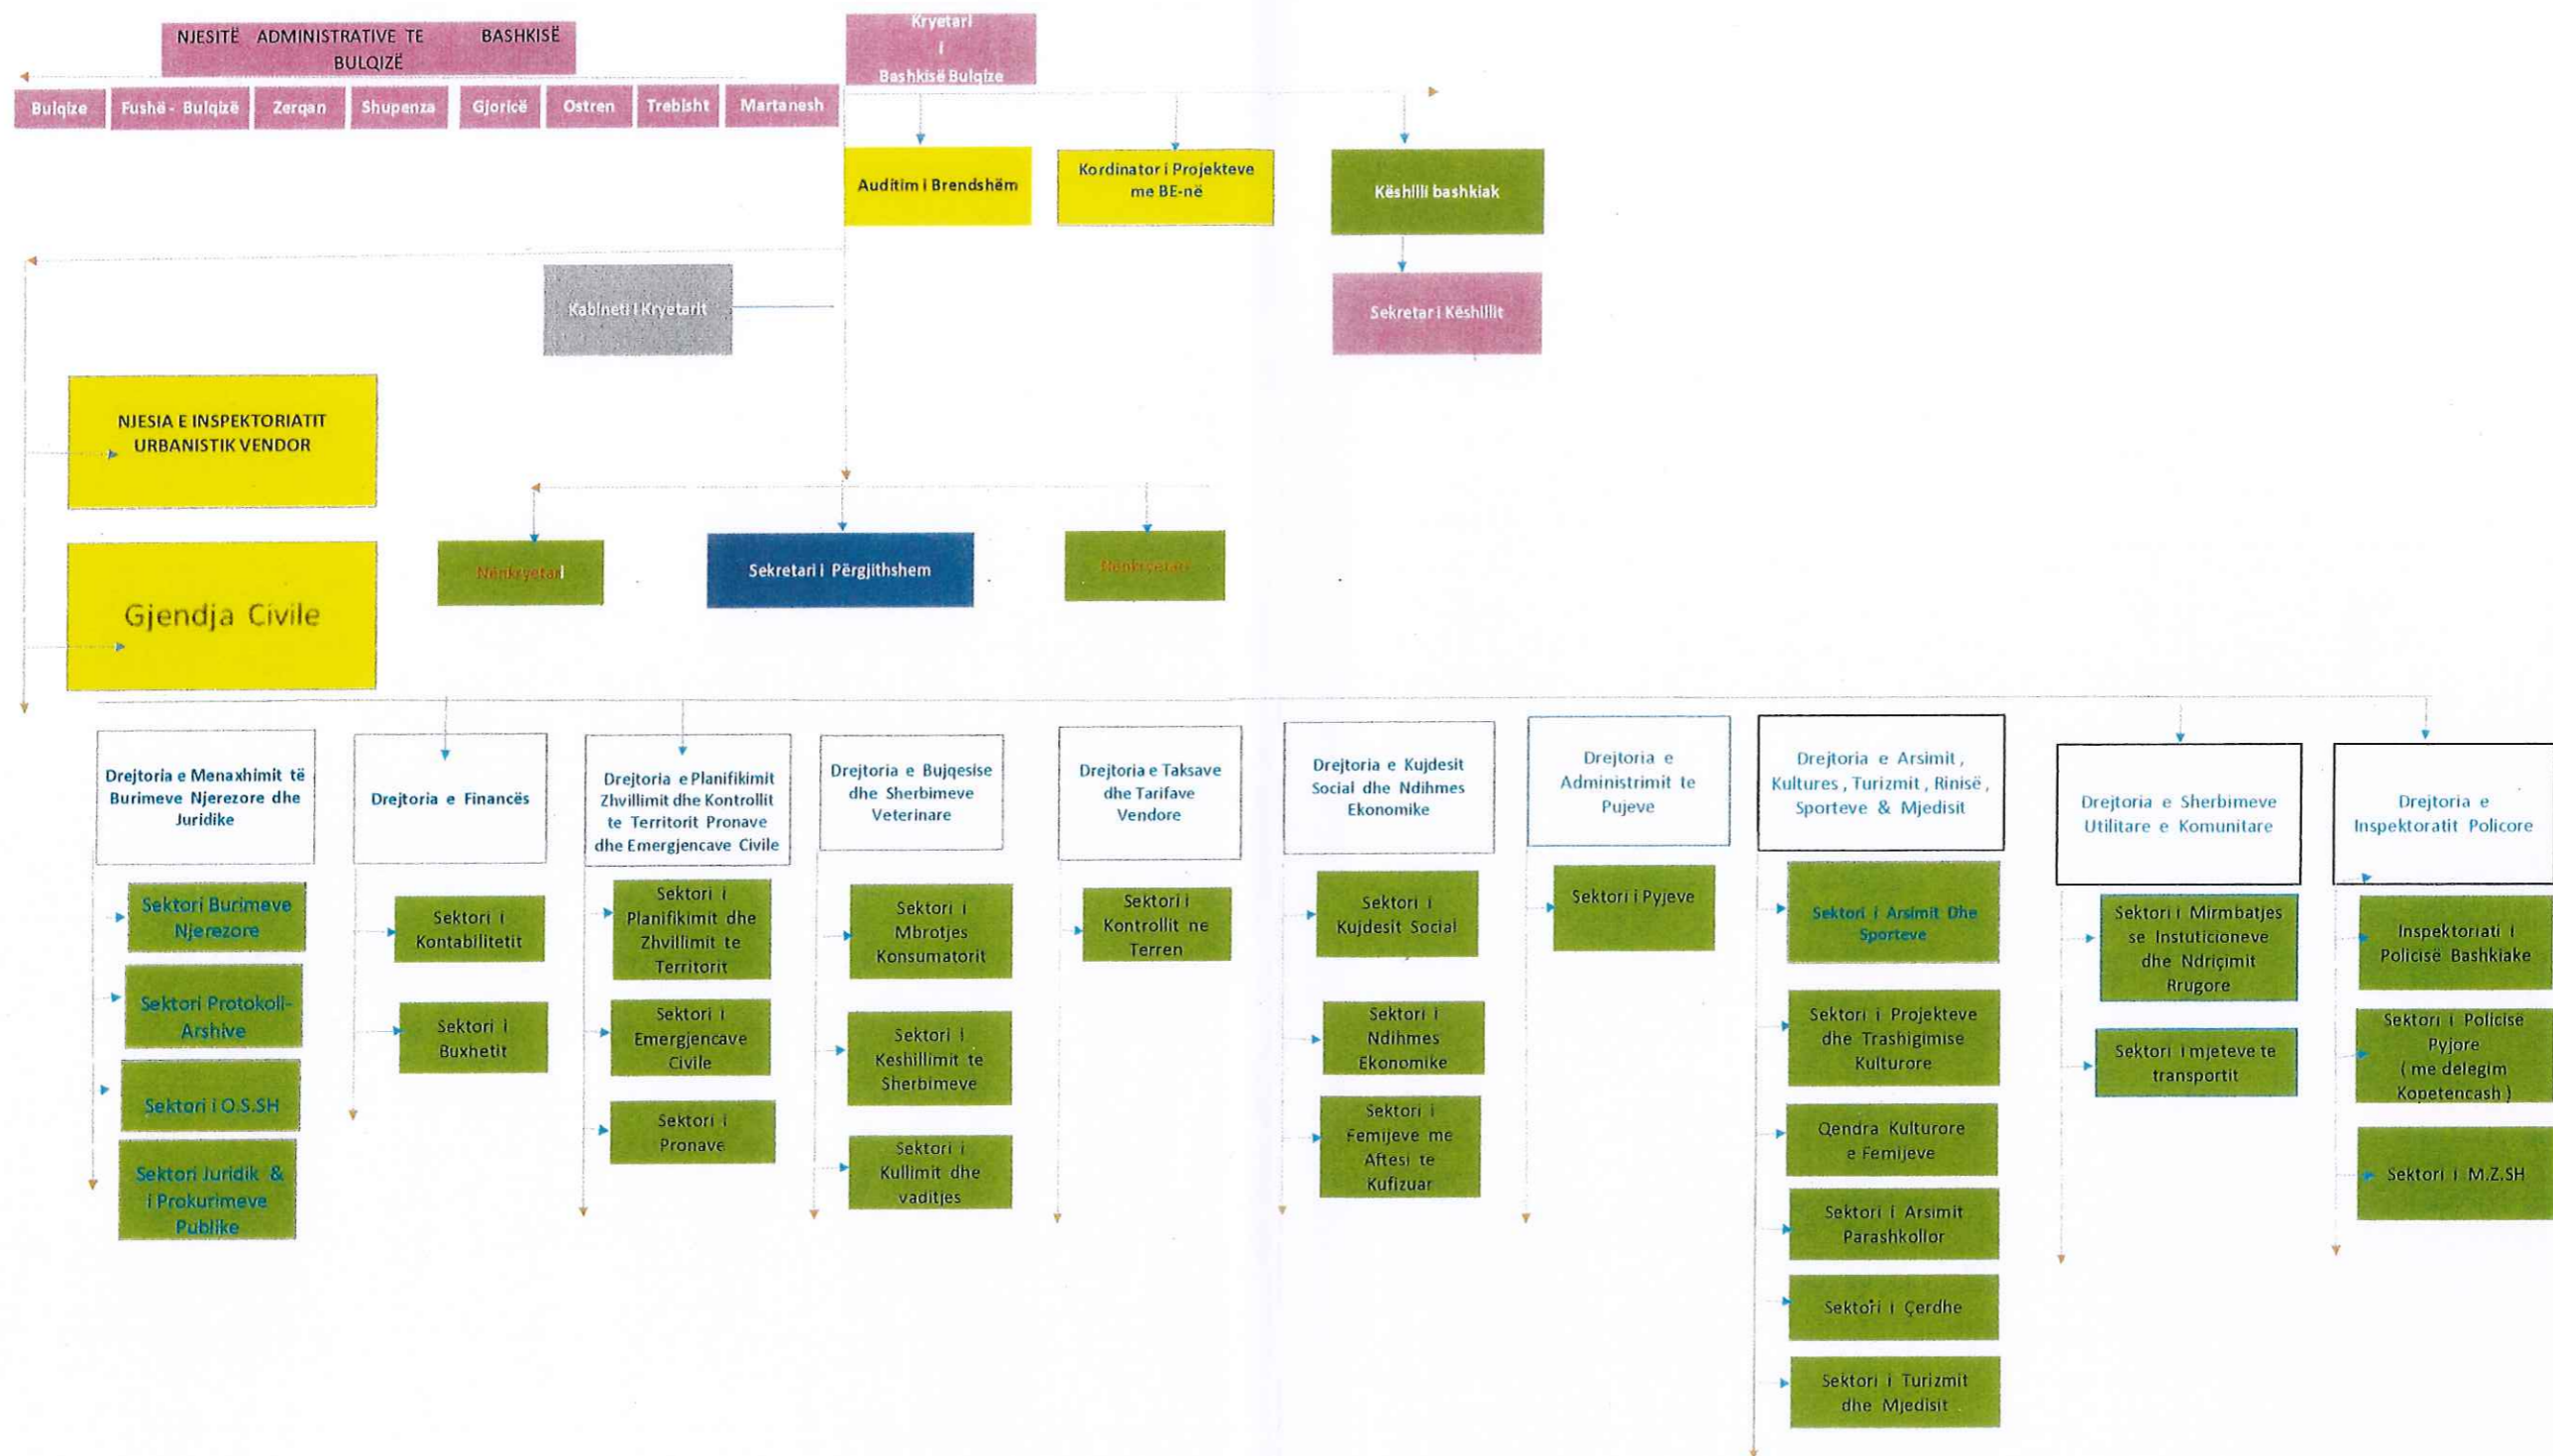 NJESITË ADMINISTRATIVE TE BASHKISË
BULQIZË
Kryetari
i
Bashkisë Bulqize
Bulqize
Fushë - Bulqizë
Zerqan
Shupenza
Gjoricë
Ostren
Trebisht
Martanesh
Auditim i Brendshëm
Kordinator i Projekteve
me BE-në
Këshilli bashkiak
Kabineti i Kryetarit
Sekretar i Këshillit
NJESIA E INSPEKTORIATIT
URBANISTIK VENDOR
Nënkryetari
Sekretari i Përgjithshem
Nënkryetari
Gjendja Civile
Drejtoria e Menaxhimit të
Burimeve Njerezore dhe
Juridike
Drejtoria e Financës
Drejtoria e Planifikimit
Zhvillimit dhe Kontrollit
te Territorit Pronave
dhe Emergjencave Civile
Drejtoria e Bujqesise
dhe Sherbimeve
Veterinare
Drejtoria e Taksave
dhe Tarifave
Vendore
Drejtoria e Kujdesit
Social dhe Ndihmes
Ekonomike
Drejtoria e
Administrimit te
Pujeve
Drejtoria e Arsimit,
Kultures, Turizmit, Rinisë,
Sporteve & Mjedisit
Drejtoria e Sherbimeve
Utilitare e Komunitare
Drejtoria e
Inspektoratit Policore
Sektori Burimeve
Njerezore
Sektori Protokoll-
Arshive
Sektori i O.S.SH
Sektori Juridik &
i Prokurimeve
Publike
Sektori i
Kontabilitetit
Sektori i
Buxhetit
Sektori i
Planifikimit dhe
Zhvillimit te
Territorit
Sektori i
Emergjencave
Civile
Sektori i
Pronave
Sektori i
Mbrotjes
Konsumatorit
Sektori i
Keshillimit te
Sherbimeve
Sektori i
Kullimit dhe
vaditjes
Sektori i
Kontrollit ne
Terren
Sektori i
Kujdesit Social
Sektori i
Ndihmes
Ekonomike
Sektori i
Femijeve me
Aftesi te
Kufizuar
Sektori i Pyjeve
Sektori i Arsimit Dhe
Sporteve
Sektori i Projekteve
dhe Trashigimise
Kulturore
Qendra Kulturore
e Femijeve
Sektori i Arsimit
Parashkollor
Sektori i Çerdhe
Sektori i Turizmit
dhe Mjedisit
Sektori i Mirmbatjes
se Instuticioneve
dhe Ndriçimit
Rrugore
Sektori i mjeteve te
transportit
Inspektoriati i
Policisë Bashkiake
Sektori i Policisë
Pyjore
( me delegim
Kopetencash )
Sektori i M.Z.SH